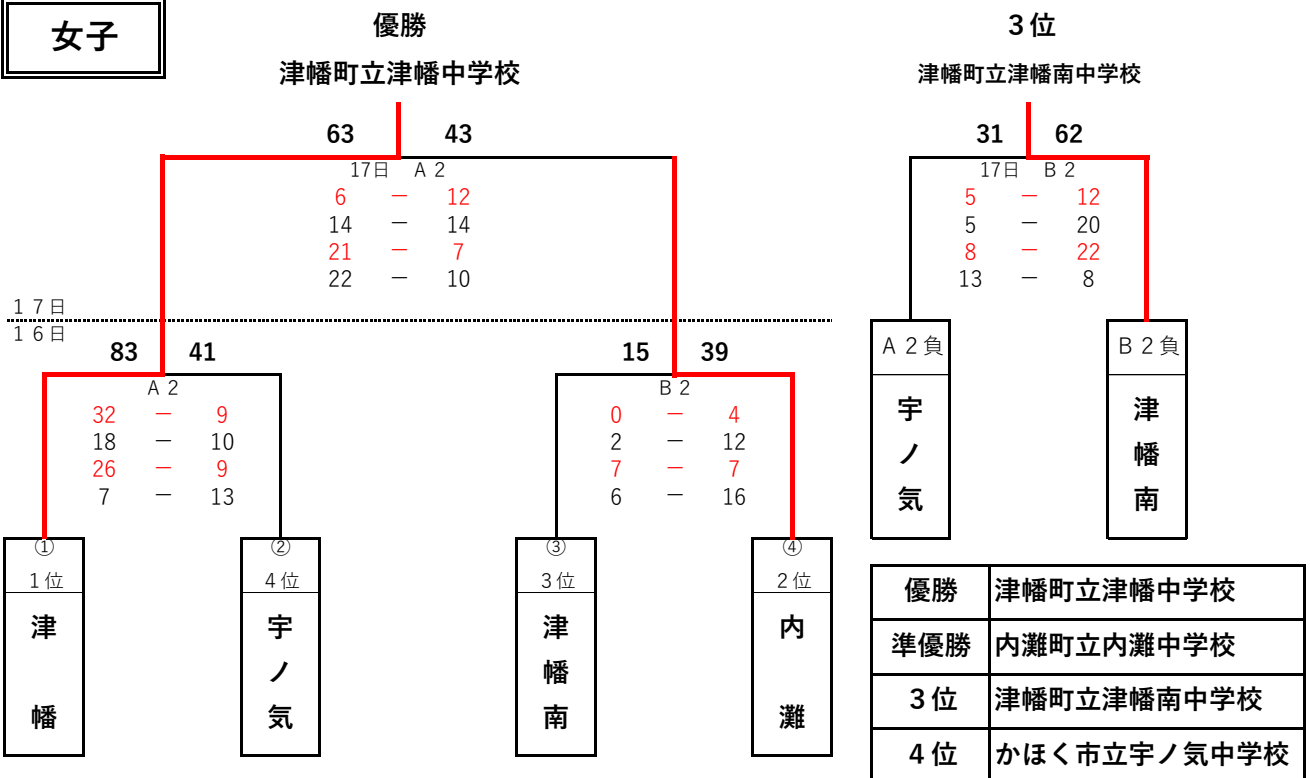 女子
優勝
津幡町立津幡中学校
63 43
17日 Ａ２
6 － 12
14 － 14
21 － 7
22 － 10
３位
津幡町立津幡南中学校
31 62
17日 Ｂ２
5 － 12
5 － 20
8 － 22
13 － 8
１７日
１６日
83 41
Ａ２
32 － 9
18 － 10
26 － 9
7 － 13
15 39
Ｂ２
0 － 4
2 － 12
7 － 7
6 － 16
Ａ２負
宇ノ気
Ｂ２負
津幡南
①
１位
津幡
②
４位
宇ノ気
③
３位
津幡南
④
２位
内灘
優勝 津幡町立津幡中学校
準優勝 内灘町立内灘中学校
３位 津幡町立津幡南中学校
４位 かほく市立宇ノ気中学校